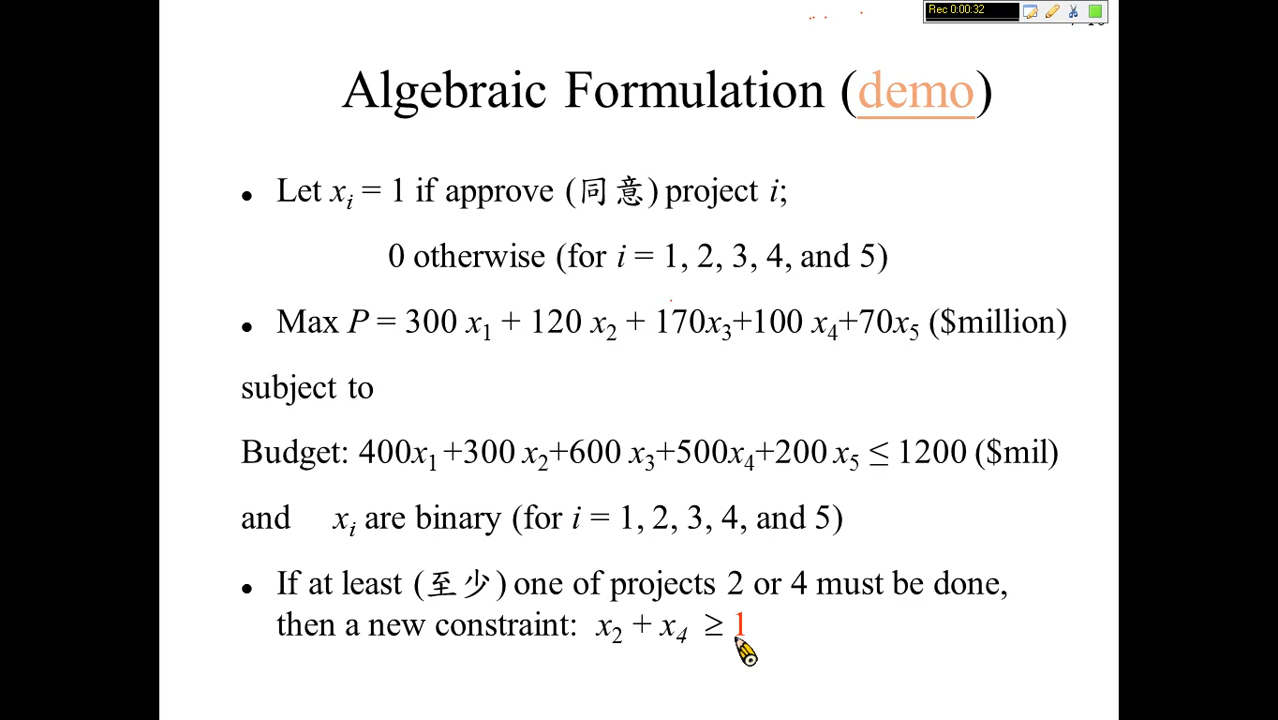 Rec 0:00:32
Algebraic Formulation (demo)
• Let xᵢ = 1 if approve (同意) project i;
0 otherwise (for i = 1, 2, 3, 4, and 5)
• Max P = 300 x₁ + 120 x₂ + 170x₃+100 x₄+70x₅ ($million)
subject to
Budget: 400x₁ +300 x₂+600 x₃+500x₄+200 x₅ ≤ 1200 ($mil)
and xᵢ are binary (for i = 1, 2, 3, 4, and 5)
• If at least (至少) one of projects 2 or 4 must be done,
then a new constraint: x₂ + x₄ ≥ 1